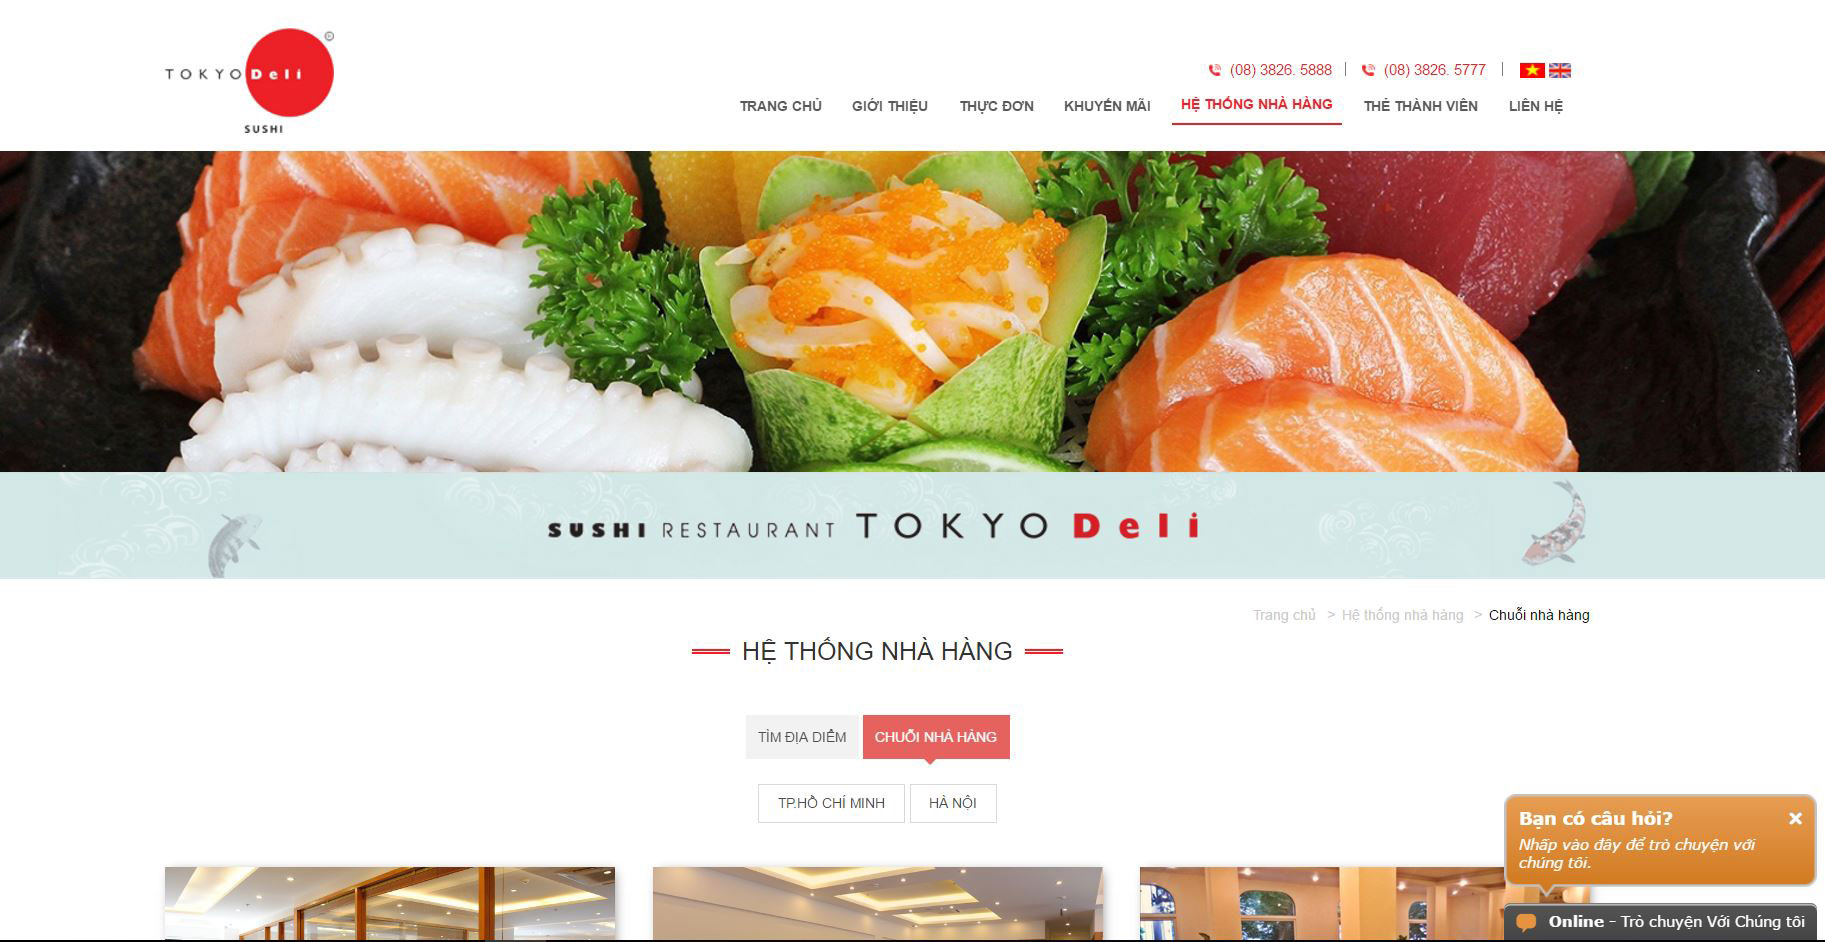 TOKYO Deli
SUSHI
(08) 3826. 5888 | (08) 3826. 5777 |
TRANG CHỦ GIỚI THIỆU THỰC ĐƠN KHUYẾN MÃI HỆ THỐNG NHÀ HÀNG THẺ THÀNH VIÊN LIÊN HỆ
SUSHI RESTAURANT TOKYO Deli
Trang chủ > Hệ thống nhà hàng > Chuỗi nhà hàng
HỆ THỐNG NHÀ HÀNG
TÌM ĐỊA DIỂM CHUỖI NHÀ HÀNG
TP.HỒ CHÍ MINH HÀ NỘI
Bạn có câu hỏi?
Nhấp vào đây để trò chuyện với
chúng tôi.
Online - Trò chuyện Với Chúng tôi